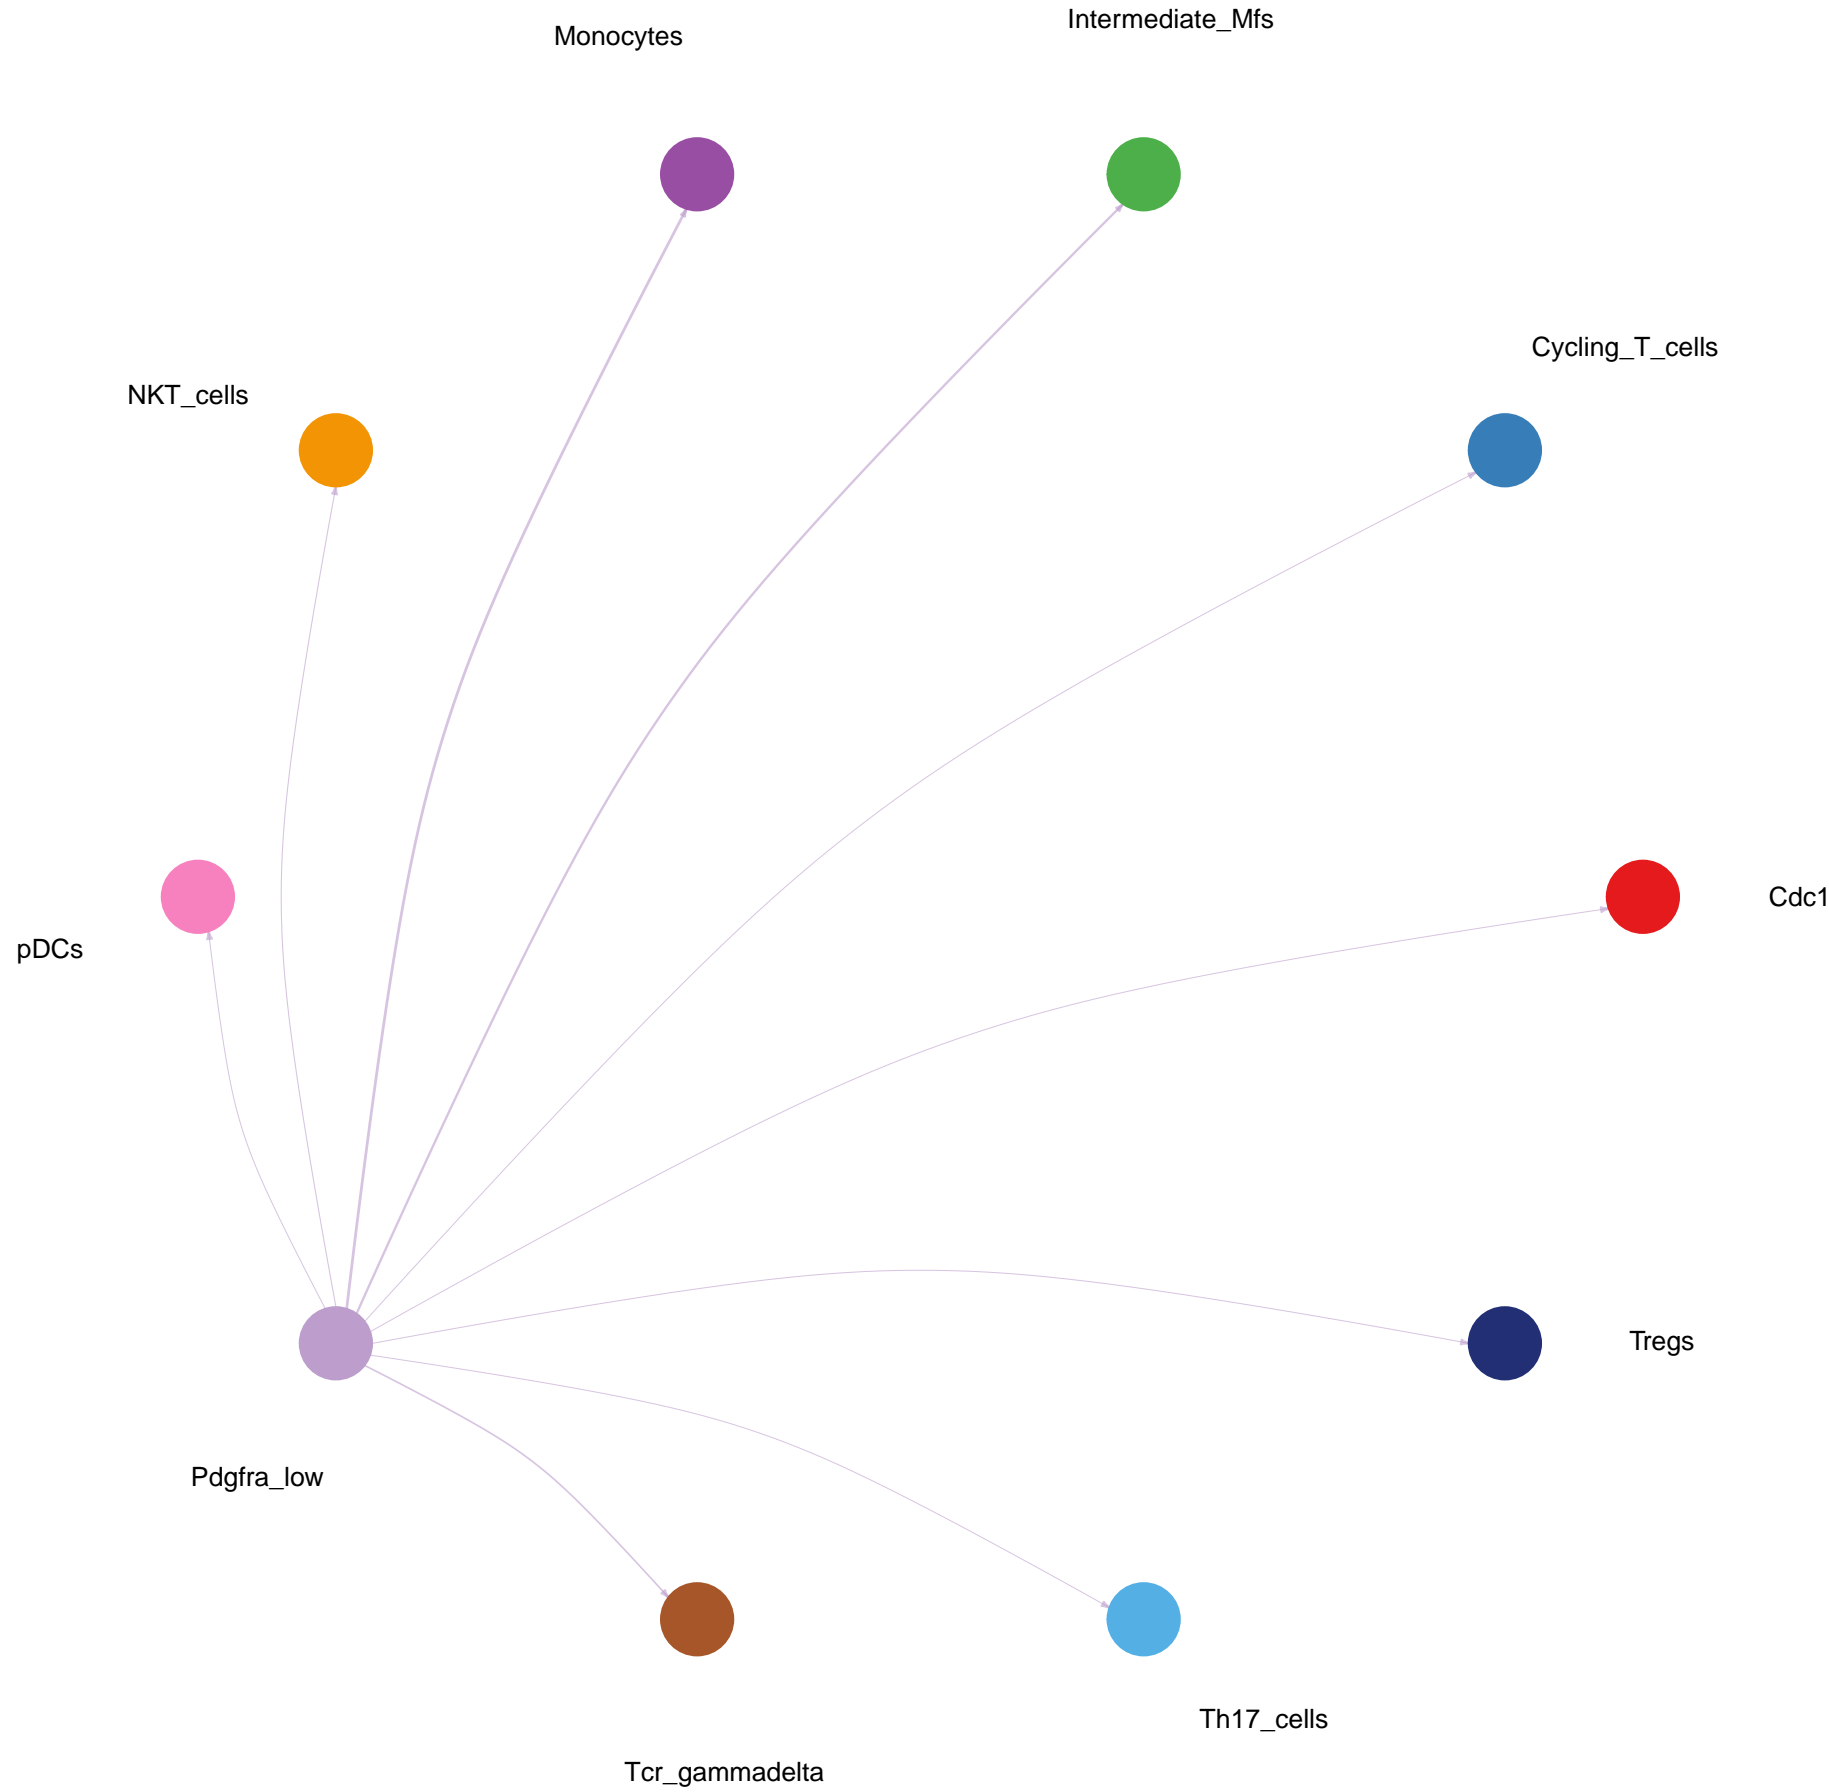 Intermediate_Mfs
Monocytes
Cycling_T_cells
NKT_cells
Cdc1
pDCs
Tregs
Pdgfra_low
Th17_cells
Tcr_gammadelta